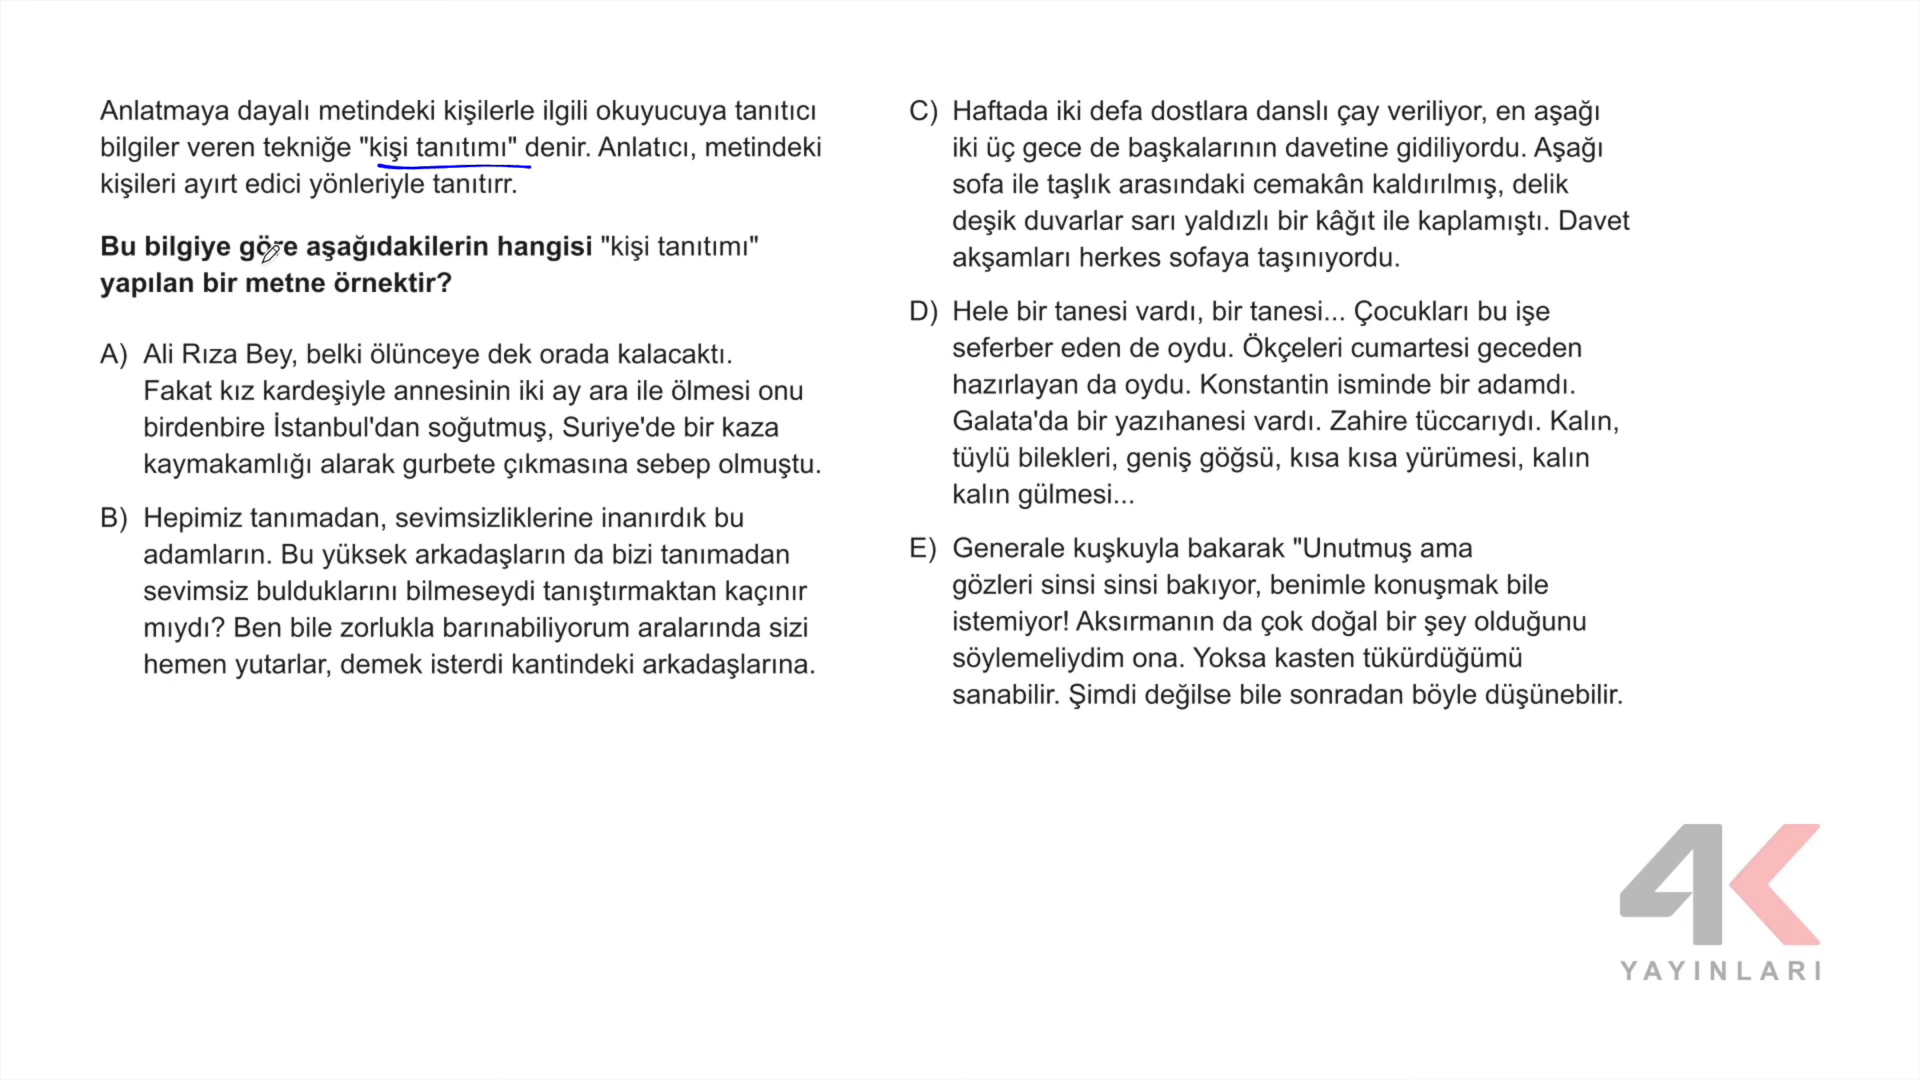 Anlatmaya dayalı metindeki kişilerle ilgili okuyucuya tanıtıcı
bilgiler veren tekniğe "kişi tanıtımı" denir. Anlatıcı, metindeki
kişileri ayırt edici yönleriyle tanıtırr.
Bu bilgiye göre aşağıdakilerin hangisi "kişi tanıtımı"
yapılan bir metne örnektir?
A) Ali Rıza Bey, belki ölünceye dek orada kalacaktı.
Fakat kız kardeşiyle annesinin iki ay ara ile ölmesi onu
birdenbire İstanbul'dan soğutmuş, Suriye'de bir kaza
kaymakamlığı alarak gurbete çıkmasına sebep olmuştu.
B) Hepimiz tanımadan, sevimsizliklerine inanırdık bu
adamların. Bu yüksek arkadaşların da bizi tanımadan
sevimsiz bulduklarını bilmeseydi tanıştırmaktan kaçınır
mıydı? Ben bile zorlukla barınabiliyorum aralarında sizi
hemen yutarlar, demek isterdi kantindeki arkadaşlarına.
C) Haftada iki defa dostlara danslı çay veriliyor, en aşağı
iki üç gece de başkalarının davetine gidiliyordu. Aşağı
sofa ile taşlık arasındaki cemakân kaldırılmış, delik
deşik duvarlar sarı yaldızlı bir kâğıt ile kaplamıştı. Davet
akşamları herkes sofaya taşınıyordu.
D) Hele bir tanesi vardı, bir tanesi... Çocukları bu işe
seferber eden de oydu. Ökçeleri cumartesi geceden
hazırlayan da oydu. Konstantin isminde bir adamdı.
Galata'da bir yazıhanesi vardı. Zahire tüccarıydı. Kalın,
tüylü bilekleri, geniş göğsü, kısa kısa yürümesi, kalın
kalın gülmesi...
E) Generale kuşkuyla bakarak "Unutmuş ama
gözleri sinsi sinsi bakıyor, benimle konuşmak bile
istemiyor! Aksırmanın da çok doğal bir şey olduğunu
söylemeliydim ona. Yoksa kasten tükürdüğümü
sanabilir. Şimdi değilse bile sonradan böyle düşünebilir.
4K
YAYINLARI